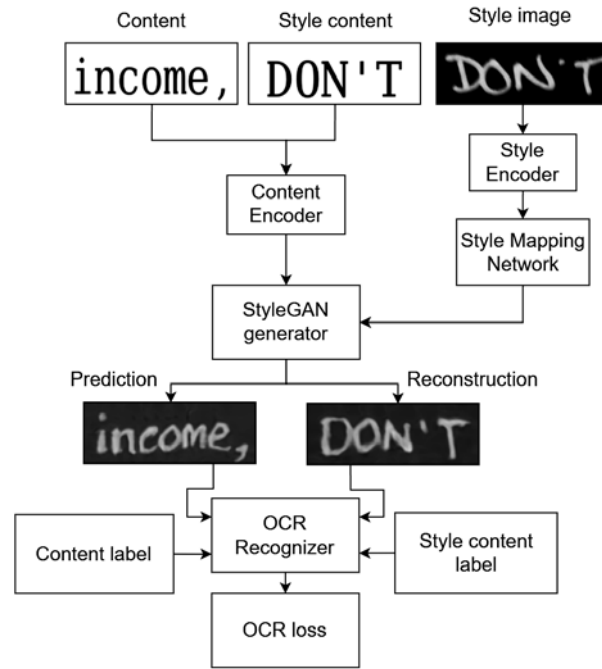 Content
Style content
Style image
income,
DON'T
DON'T
Style
Encoder
Content
Encoder
Style Mapping
Network
StyleGAN
generator
Prediction
Reconstruction
income,
DON'T
Content label
OCR
Recognizer
Style content
label
OCR loss